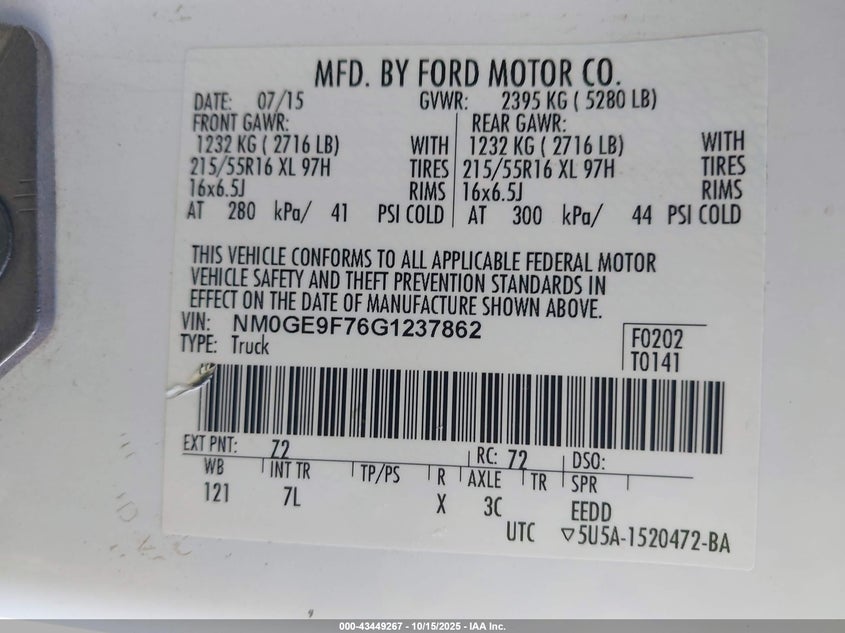 MFD. BY FORD MOTOR CO.
DATE: 07/15 GVWR: 2395 KG ( 5280 LB)
FRONT GAWR: REAR GAWR:
1232 KG ( 2716 LB) WITH 1232 KG ( 2716 LB) WITH
215/55R16 XL 97H TIRES 215/55R16 XL 97H TIRES
16x6.5J RIMS 16x6.5J RIMS
AT 280 kPa/ 41 PSI COLD AT 300 kPa/ 44 PSI COLD
THIS VEHICLE CONFORMS TO ALL APPLICABLE FEDERAL MOTOR
VEHICLE SAFETY AND THEFT PREVENTION STANDARDS IN
EFFECT ON THE DATE OF MANUFACTURE SHOWN ABOVE.
VIN: NM0GE9F76G1237862
TYPE: Truck
F0202
T0141
EXT PNT: 72 RC: 72 DSO:
WB INT TR TP/PS R AXLE TR SPR
121 7L X 3C EEDD
UTC ▽5U5A-1520472-BA
000-43449267 - 10/15/2025 - IAA Inc.